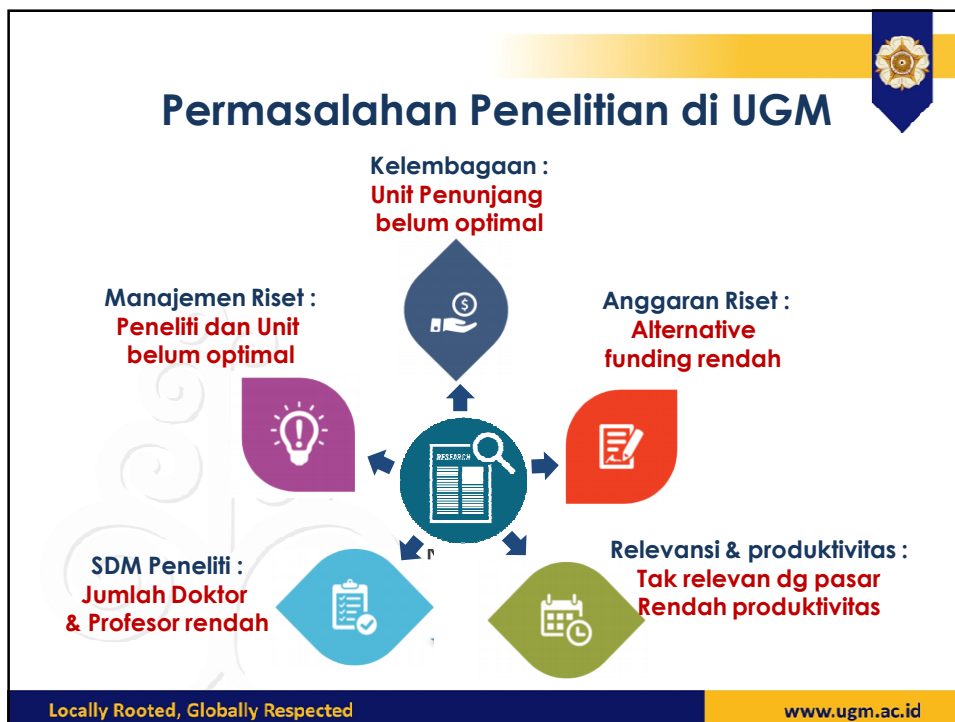 Permasalahan Penelitian di UGM
Kelembagaan :
Unit Penunjang
belum optimal
Manajemen Riset :
Peneliti dan Unit
belum optimal
Anggaran Riset :
Alternative
funding rendah
RESEARCH
SDM Peneliti :
Jumlah Doktor
& Profesor rendah
Relevansi & produktivitas :
Tak relevan dg pasar
Rendah produktivitas
Locally Rooted, Globally Respected
www.ugm.ac.id